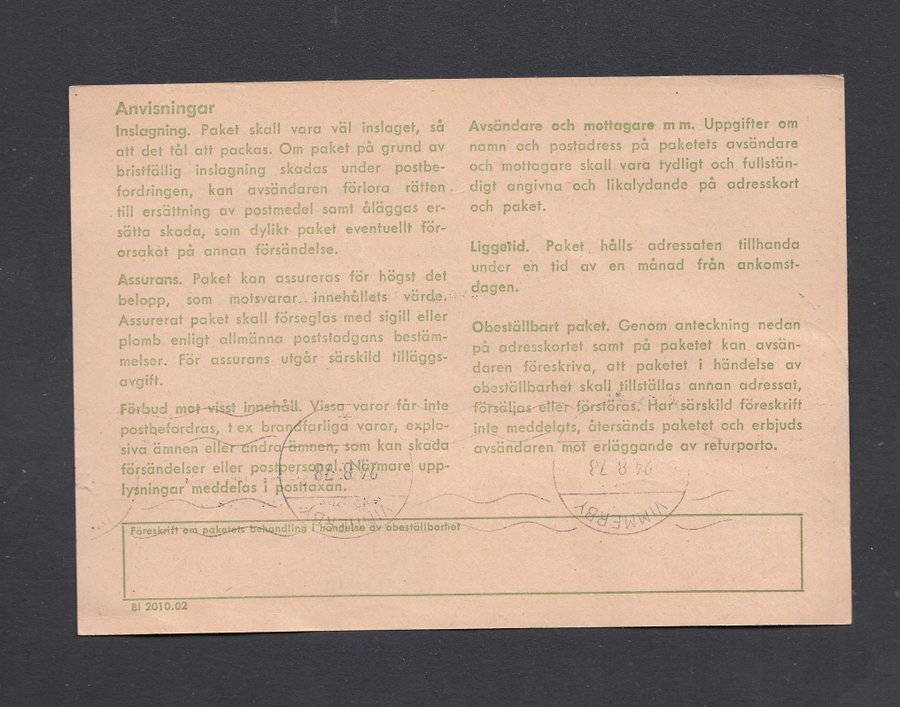 Anvisningar
Inslagning. Paket skall vara väl inslaget, så
att det tål att packas. Om paket på grund av
bristfällig inslagning skadas under postbe-
fordringen, kan avsändaren förlora rätten
till ersättning av postmedel samt åläggas er-
sätta skada, som dylikt paket eventuellt för-
orsakat på annan försändelse.
Assurans. Paket kan assureras för högst det
belopp, som motsvarar innehållets värde.
Assurerat paket skall förseglas med sigill eller
plomb enligt allmänna poststadgans bestäm-
melser. För assurans utgår särskild tilläggs-
avgift.
Förbud mot visst innehåll. Vissa varor får inte
postbefordras, t ex brandfarliga varor, explo-
siva ämnen eller andra ämnen, som kan skada
försändelser eller postpersonal. Närmare upp-
lysningar meddelas i posttaxan.
Avsändare och mottagare m m. Uppgifter om
namn och postadress på paketets avsändare
och mottagare skall vara tydligt och fullstän-
digt angivna och likalydande på adresskort
och paket.
Liggetid. Paket hålls adressaten tillhanda
under en tid av en månad från ankomst-
dagen.
Obeställbart paket. Genom anteckning nedan
på adresskortet samt på paketet kan avsän-
daren föreskriva, att paketet i händelse av
obeställbarhet skall tillställas annan adressat,
försäljas eller förstöras. Har särskild föreskrift
inte meddelats, återsänds paketet och erbjuds
avsändaren mot erläggande av returporto.
24.8.78
VIMMERBY
24.8.78
VIMMERBY
Föreskrift om paketets behandling i händelse av obeställbarhet
Bl 2010.02